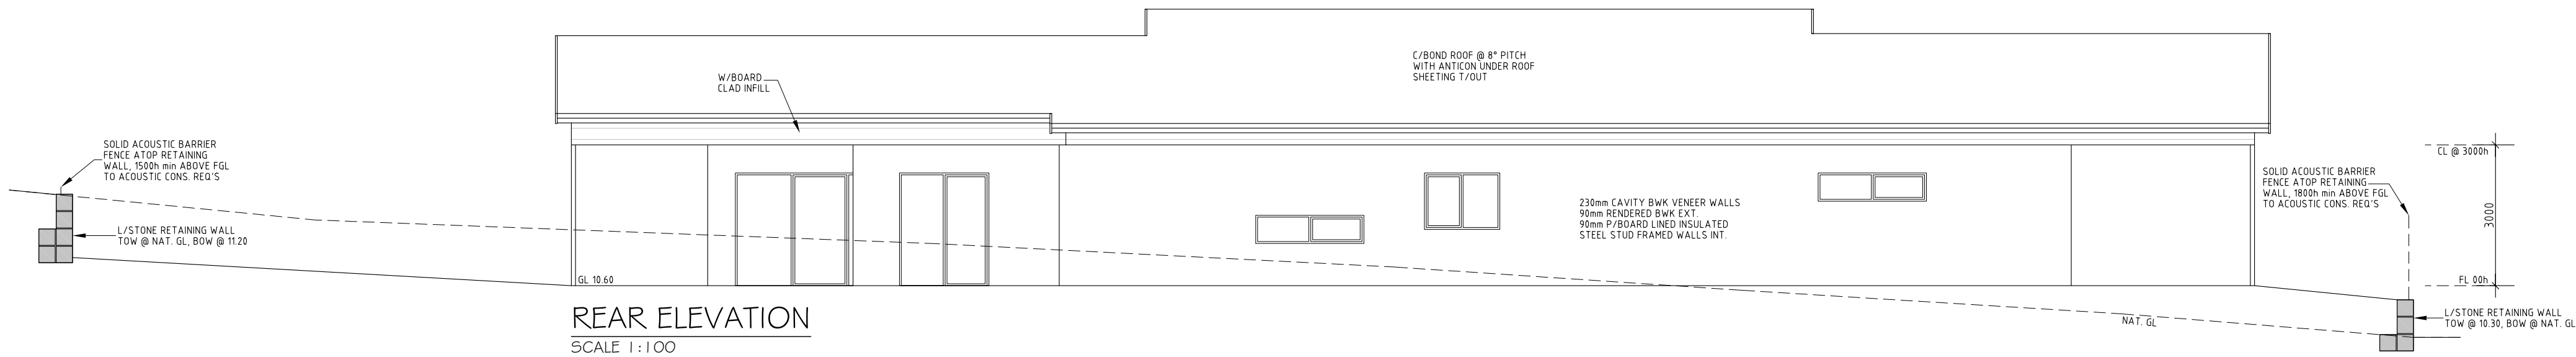 C/BOND ROOF @ 8° PITCH
WITH ANTICON UNDER ROOF
SHEETING T/OUT
W/BOARD
CLAD INFILL
SOLID ACOUSTIC BARRIER
FENCE ATOP RETAINING
WALL, 1500h min ABOVE FGL
TO ACOUSTIC CONS. REQ'S
L/STONE RETAINING WALL
TOW @ NAT. GL, BOW @ 11.20
CL @ 3000h
SOLID ACOUSTIC BARRIER
FENCE ATOP RETAINING
WALL, 1800h min ABOVE FGL
TO ACOUSTIC CONS. REQ'S
230mm CAVITY BWK VENEER WALLS
90mm RENDERED BWK EXT.
90mm P/BOARD LINED INSULATED
STEEL STUD FRAMED WALLS INT.
3000
GL 10.60
FL 00h
L/STONE RETAINING WALL
TOW @ 10.30, BOW @ NAT. GL
NAT. GL
REAR ELEVATION
SCALE 1:100